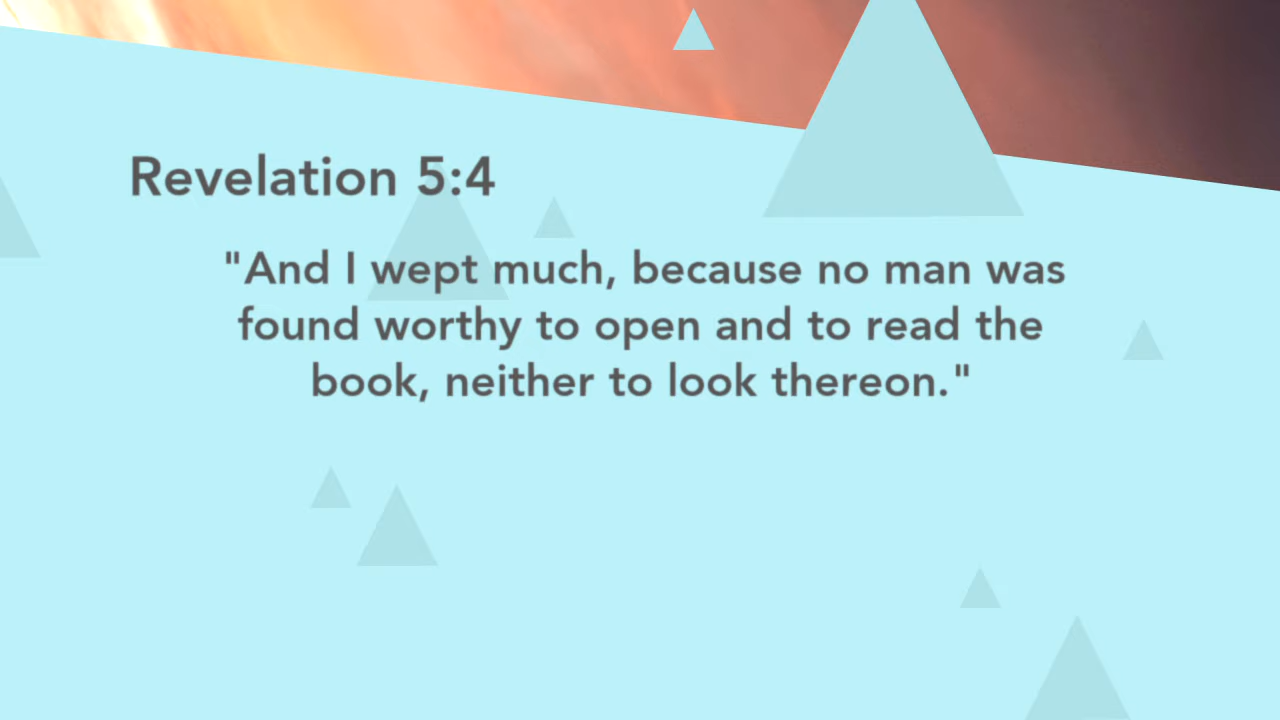 Revelation 5:4
"And I wept much, because no man was
found worthy to open and to read the
book, neither to look thereon."